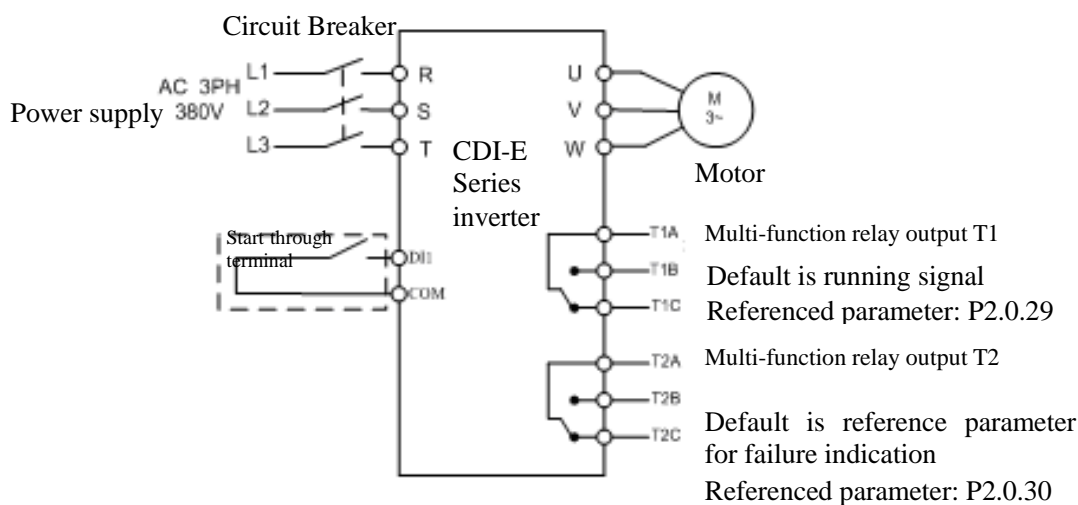 Circuit Breaker
L1
R
U
AC 3PH
380V
Power supply
L2
S
V
M
3~
L3
T
W
CDI-E
Series
inverter
Motor
Start through
terminal
DI1
COM
T1A
Multi-function relay output T1
T1B
Default is running signal
T1C
Referenced parameter: P2.0.29
T2A
Multi-function relay output T2
T2B
Default is reference parameter
for failure indication
T2C
Referenced parameter: P2.0.30